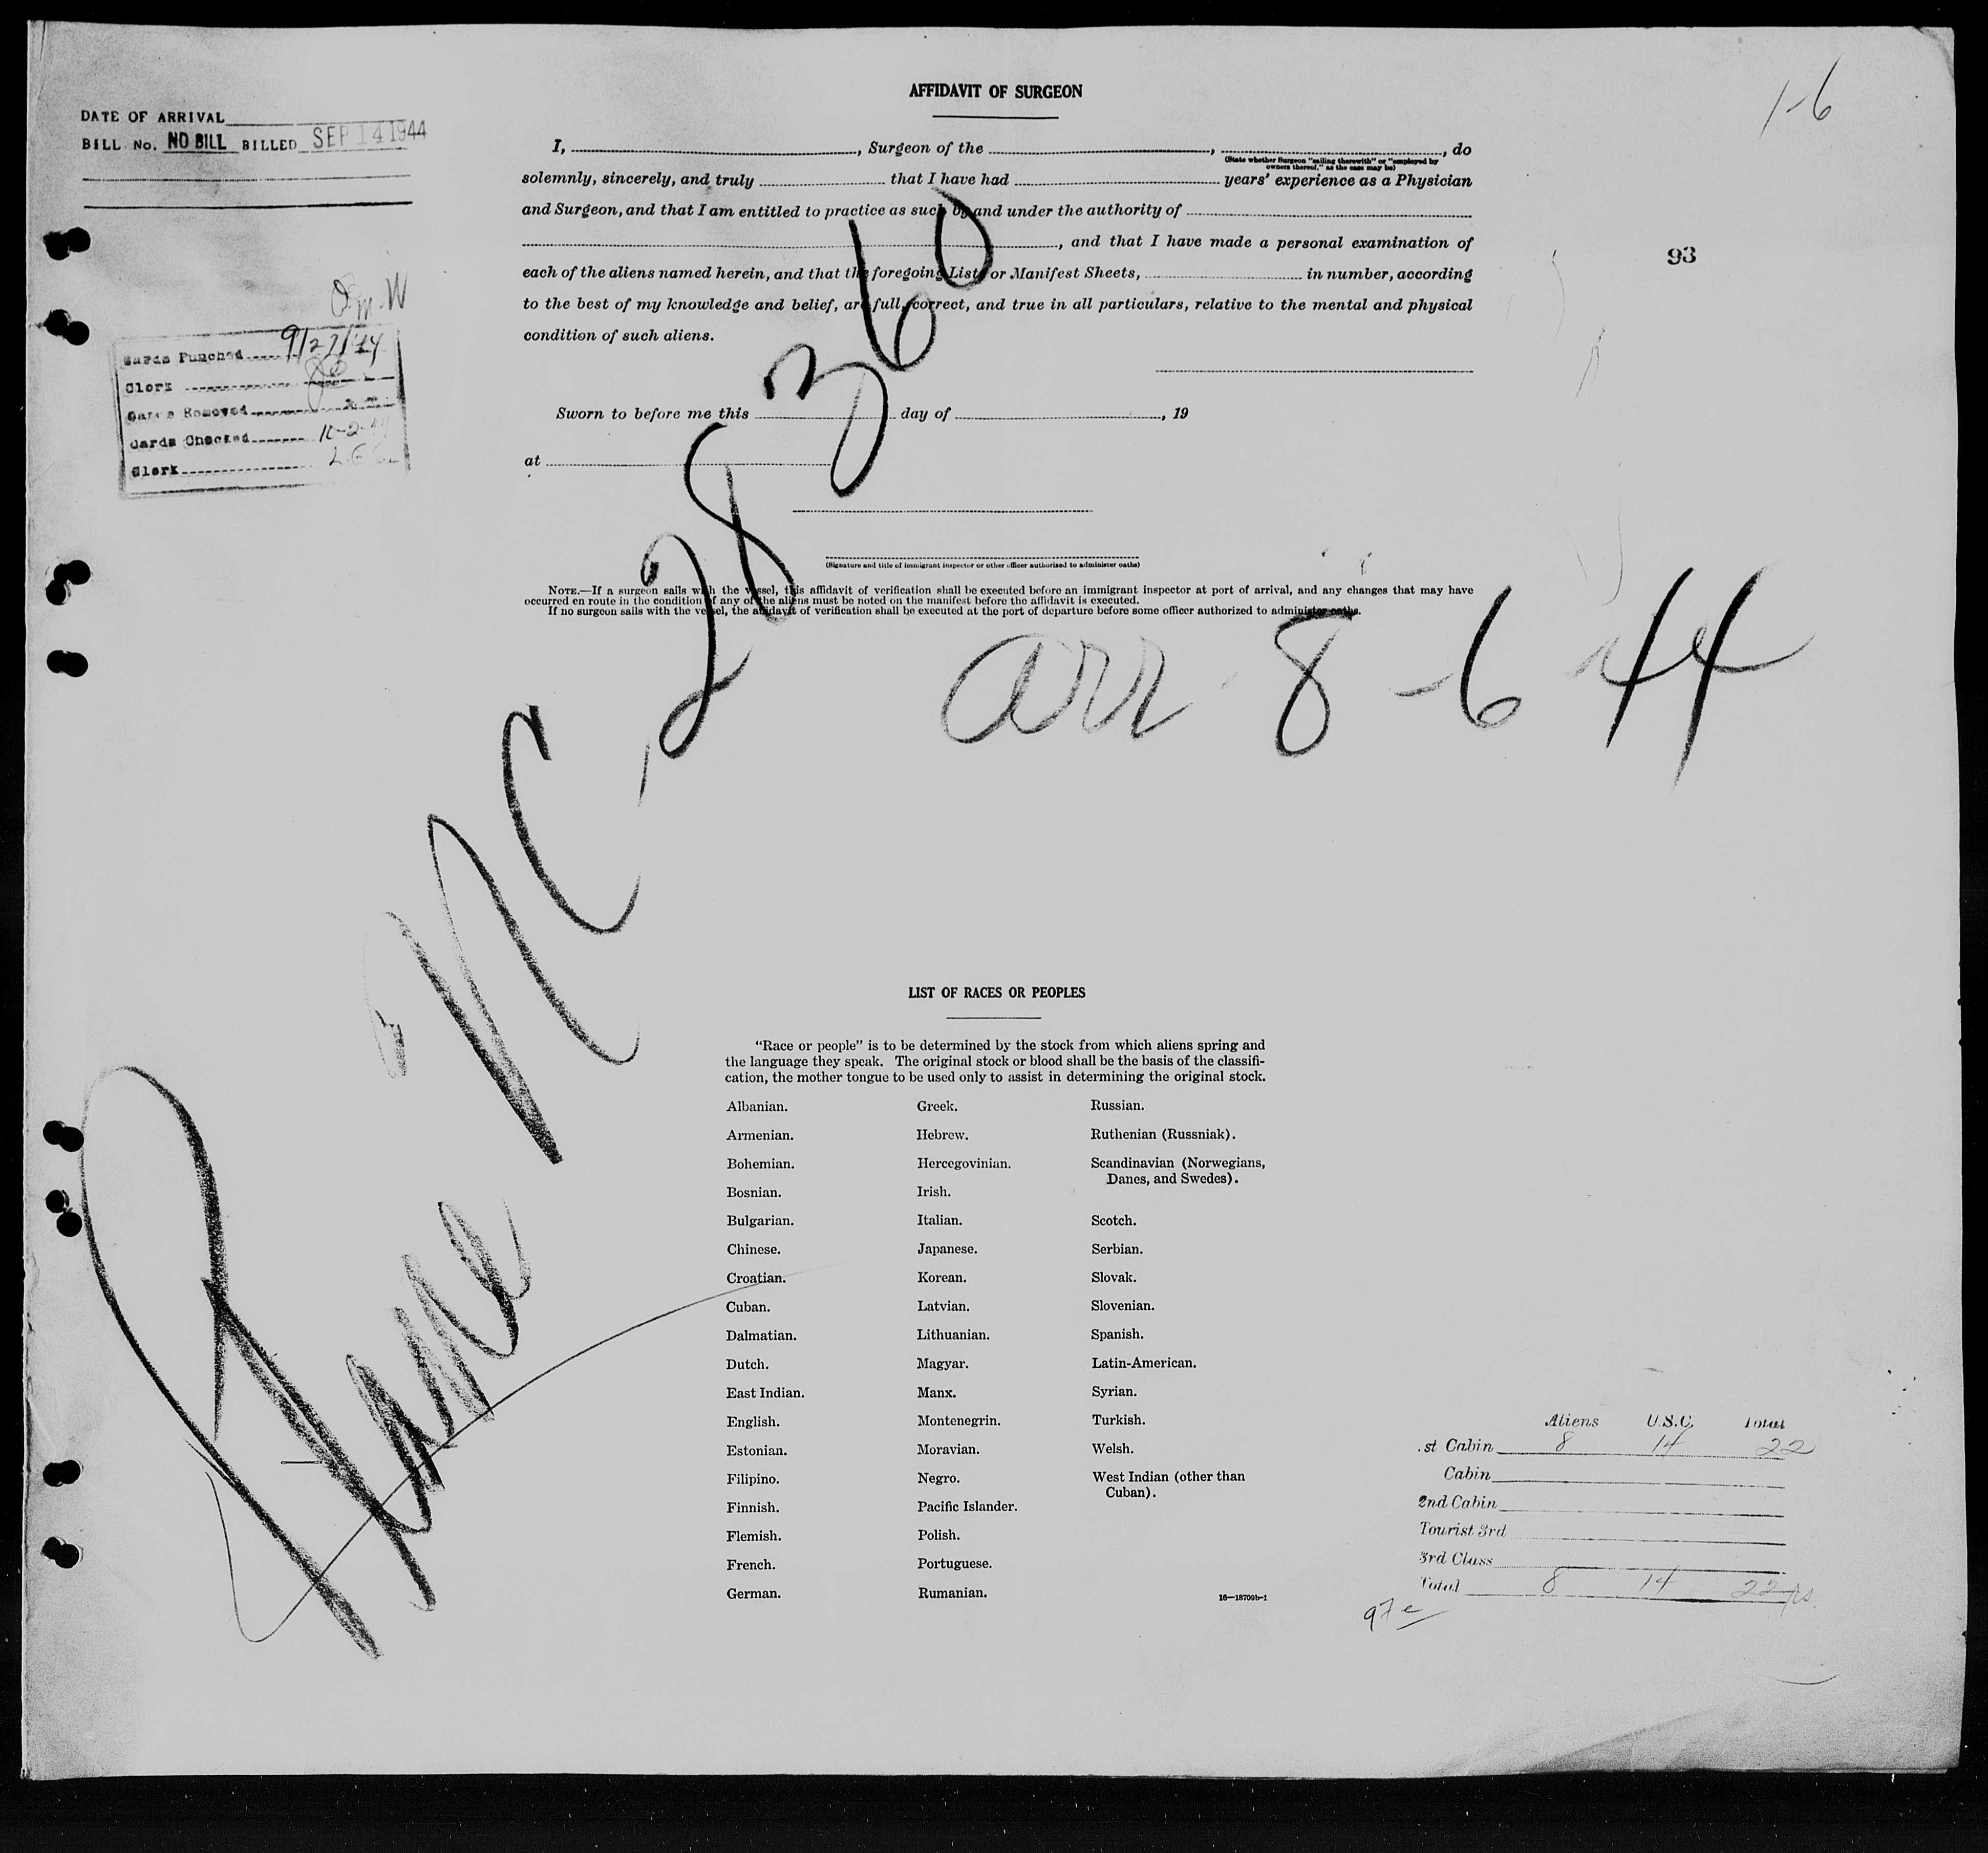 AFFIDAVIT OF SURGEON
1-6
DATE OF ARRIVAL
BILL No. NO BILL BILLED SEP 14 1944
I, , Surgeon of the , , do
(State whether Surgeon "sailing therewith" or "employed by
owners thereof," as the case may be)
solemnly, sincerely, and truly that I have had years' experience as a Physician
and Surgeon, and that I am entitled to practice as such by and under the authority of
, and that I have made a personal examination of
93
each of the aliens named herein, and that the foregoing Lists or Manifest Sheets, in number, according
to the best of my knowledge and belief, are full, correct, and true in all particulars, relative to the mental and physical
condition of such aliens.
Cards Punched 9/27/44
Clerk
Cards Removed
Cards Checked
Clerk
Sworn to before me this day of , 19
at
(Signature and title of immigrant inspector or other officer authorized to administer oaths)
NOTE.—If a surgeon sails with the vessel, this affidavit of verification shall be executed before an immigrant inspector at port of arrival, and any changes that may have
occurred en route in the condition of any of the aliens must be noted on the manifest before the affidavit is executed.
If no surgeon sails with the vessel, the affidavit of verification shall be executed at the port of departure before some officer authorized to administer oaths.
Plane NC-28360
arr 8-6 44
LIST OF RACES OR PEOPLES
"Race or people" is to be determined by the stock from which aliens spring and
the language they speak. The original stock or blood shall be the basis of the classifi-
cation, the mother tongue to be used only to assist in determining the original stock.
Albanian. Greek. Russian.
Armenian. Hebrew. Ruthenian (Russniak).
Bohemian. Hercegovinian. Scandinavian (Norwegians,
Danes, and Swedes).
Bosnian. Irish.
Bulgarian. Italian. Scotch.
Chinese. Japanese. Serbian.
Croatian. Korean. Slovak.
Cuban. Latvian. Slovenian.
Dalmatian. Lithuanian. Spanish.
Dutch. Magyar. Latin-American.
East Indian. Manx. Syrian.
English. Montenegrin. Turkish.
Estonian. Moravian. Welsh.
Filipino. Negro. West Indian (other than
Cuban).
Finnish. Pacific Islander.
Flemish. Polish.
French. Portuguese.
German. Rumanian.
16—18709b-1
Aliens U.S.C. Total
st Cabin 8 14 22
Cabin
2nd Cabin
Tourist 3rd
3rd Class
Total 8 14 22